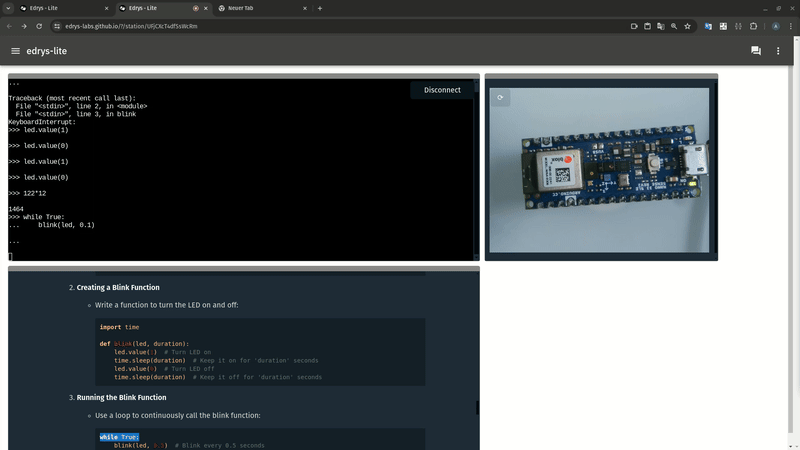 Edrys - Lite
Edrys - Lite
Neuer Tab
edrys-labs.github.io/?/station/UFjCXcT4df5sWcRm
edrys-lite
...
Traceback (most recent call last):
File "<stdin>", line 2, in <module>
File "<stdin>", line 3, in blink
KeyboardInterrupt:
>>> led.value(1)
>>> led.value(0)
>>> led.value(1)
>>> led.value(0)
>>> 122*12
1464
>>> while True:
...     blink(led, 0.1)
...
Disconnect
2. Creating a Blink Function
Write a function to turn the LED on and off:
import time
def blink(led, duration):
led.value(1)  # Turn LED on
time.sleep(duration)  # Keep it on for 'duration' seconds
led.value(0)  # Turn LED off
time.sleep(duration)  # Keep it off for 'duration' seconds
3. Running the Blink Function
Use a loop to continuously call the blink function:
while True:
blink(led, 0.5)  # Blink every 0.5 seconds